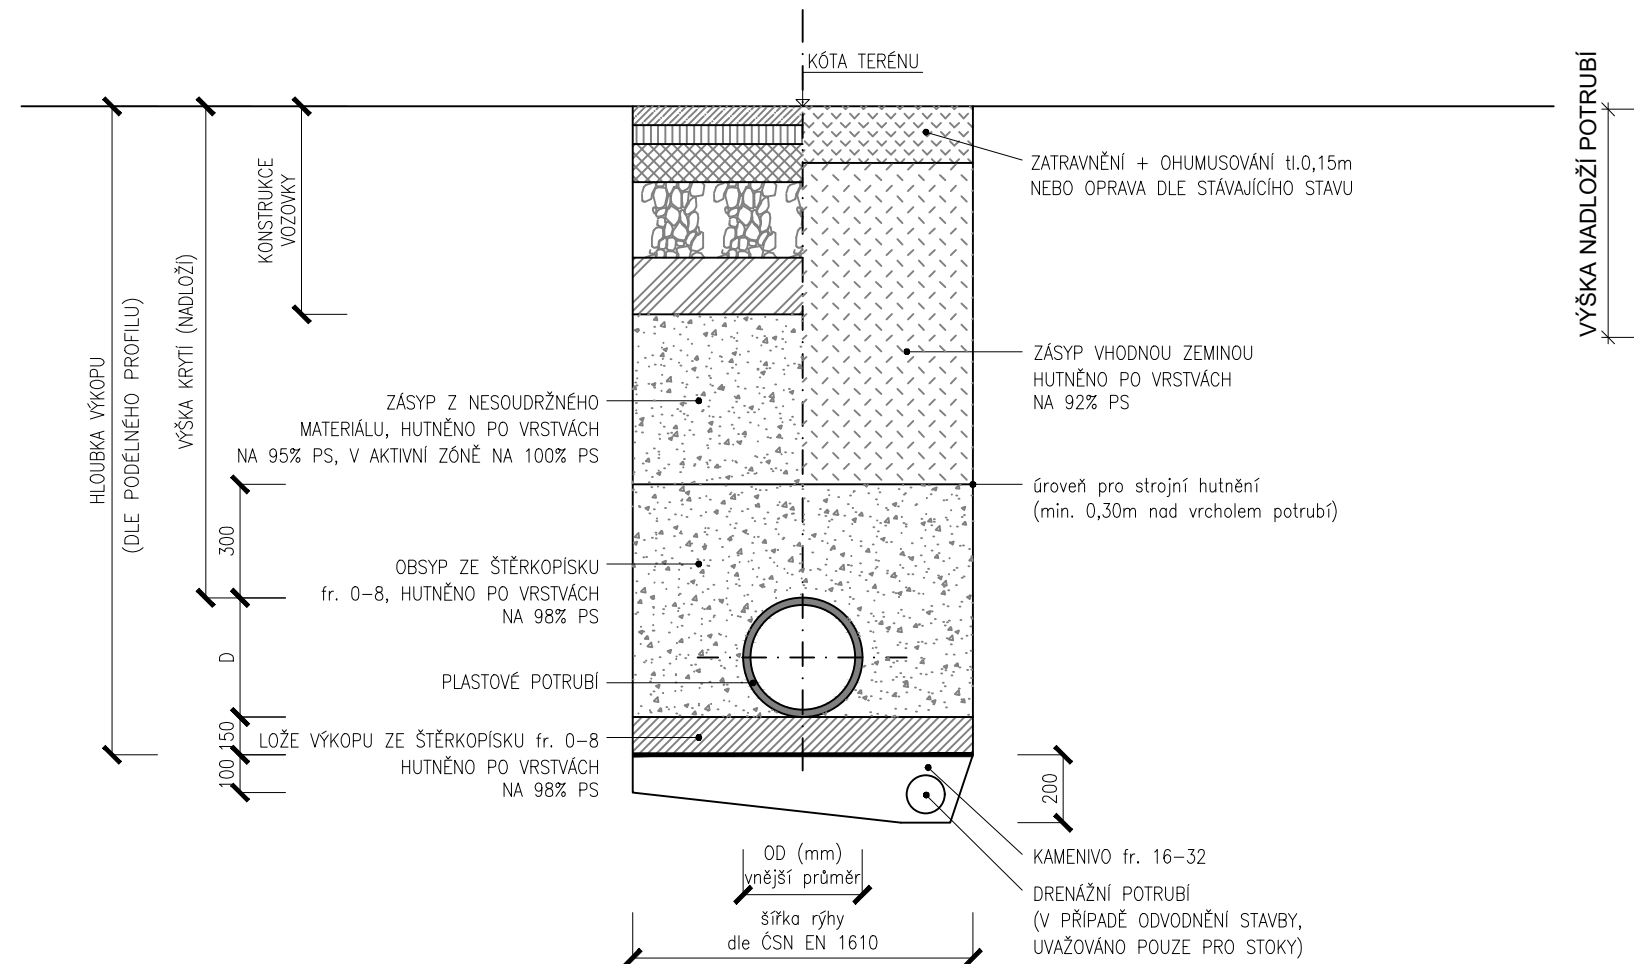 KÓTA TERÉNU
VÝŠKA NADLOŽÍ POTRUBÍ
KONSTRUKCE
VOZOVKY
ZATRAVNĚNÍ + OHUMUSOVÁNÍ tl.0,15m
NEBO OPRAVA DLE STÁVAJÍCÍHO STAVU
HLOUBKA VÝKOPU
(DLE PODÉLNÉHO PROFILU)
VÝŠKA KRYTÍ (NADLOŽÍ)
ZÁSYP VHODNOU ZEMINOU
HUTNĚNO PO VRSTVÁCH
NA 92% PS
ZÁSYP Z NESOUDRŽNÉHO
MATERIÁLU, HUTNĚNO PO VRSTVÁCH
NA 95% PS, V AKTIVNÍ ZÓNĚ NA 100% PS
úroveň pro strojní hutnění
(min. 0,30m nad vrcholem potrubí)
300
OBSYP ZE ŠTĚRKOPÍSKU
fr. 0-8, HUTNĚNO PO VRSTVÁCH
NA 98% PS
D
PLASTOVÉ POTRUBÍ
150
LOŽE VÝKOPU ZE ŠTĚRKOPÍSKU fr. 0-8
HUTNĚNO PO VRSTVÁCH
NA 98% PS
100
200
KAMENIVO fr. 16-32
DRENÁŽNÍ POTRUBÍ
(V PŘÍPADĚ ODVODNĚNÍ STAVBY,
UVAŽOVÁNO POUZE PRO STOKY)
OD (mm)
vnější průměr
šířka rýhy
dle ČSN EN 1610